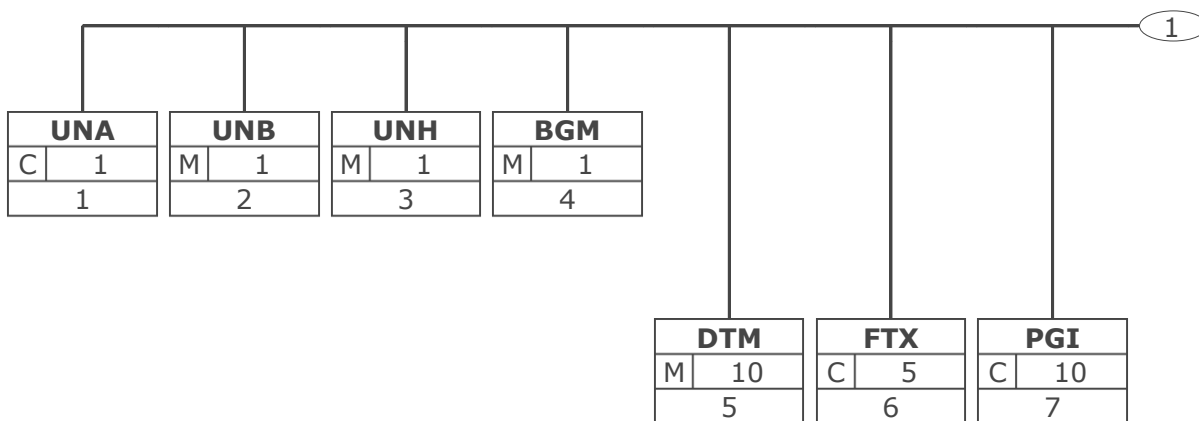 1
UNA UNB UNH BGM
C 1 M 1 M 1 M 1
1 2 3 4
DTM FTX PGI
M 10 C 5 C 10
5 6 7